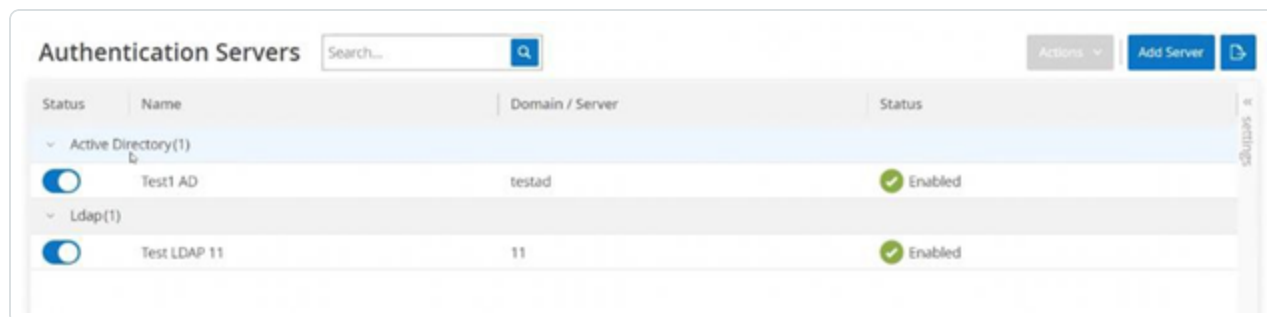 Authentication Servers Search... Actions Add Server
Status Name Domain / Server Status
Active Directory(1)
Test1 AD testad Enabled
Ldap(1)
Test LDAP 11 11 Enabled
settings